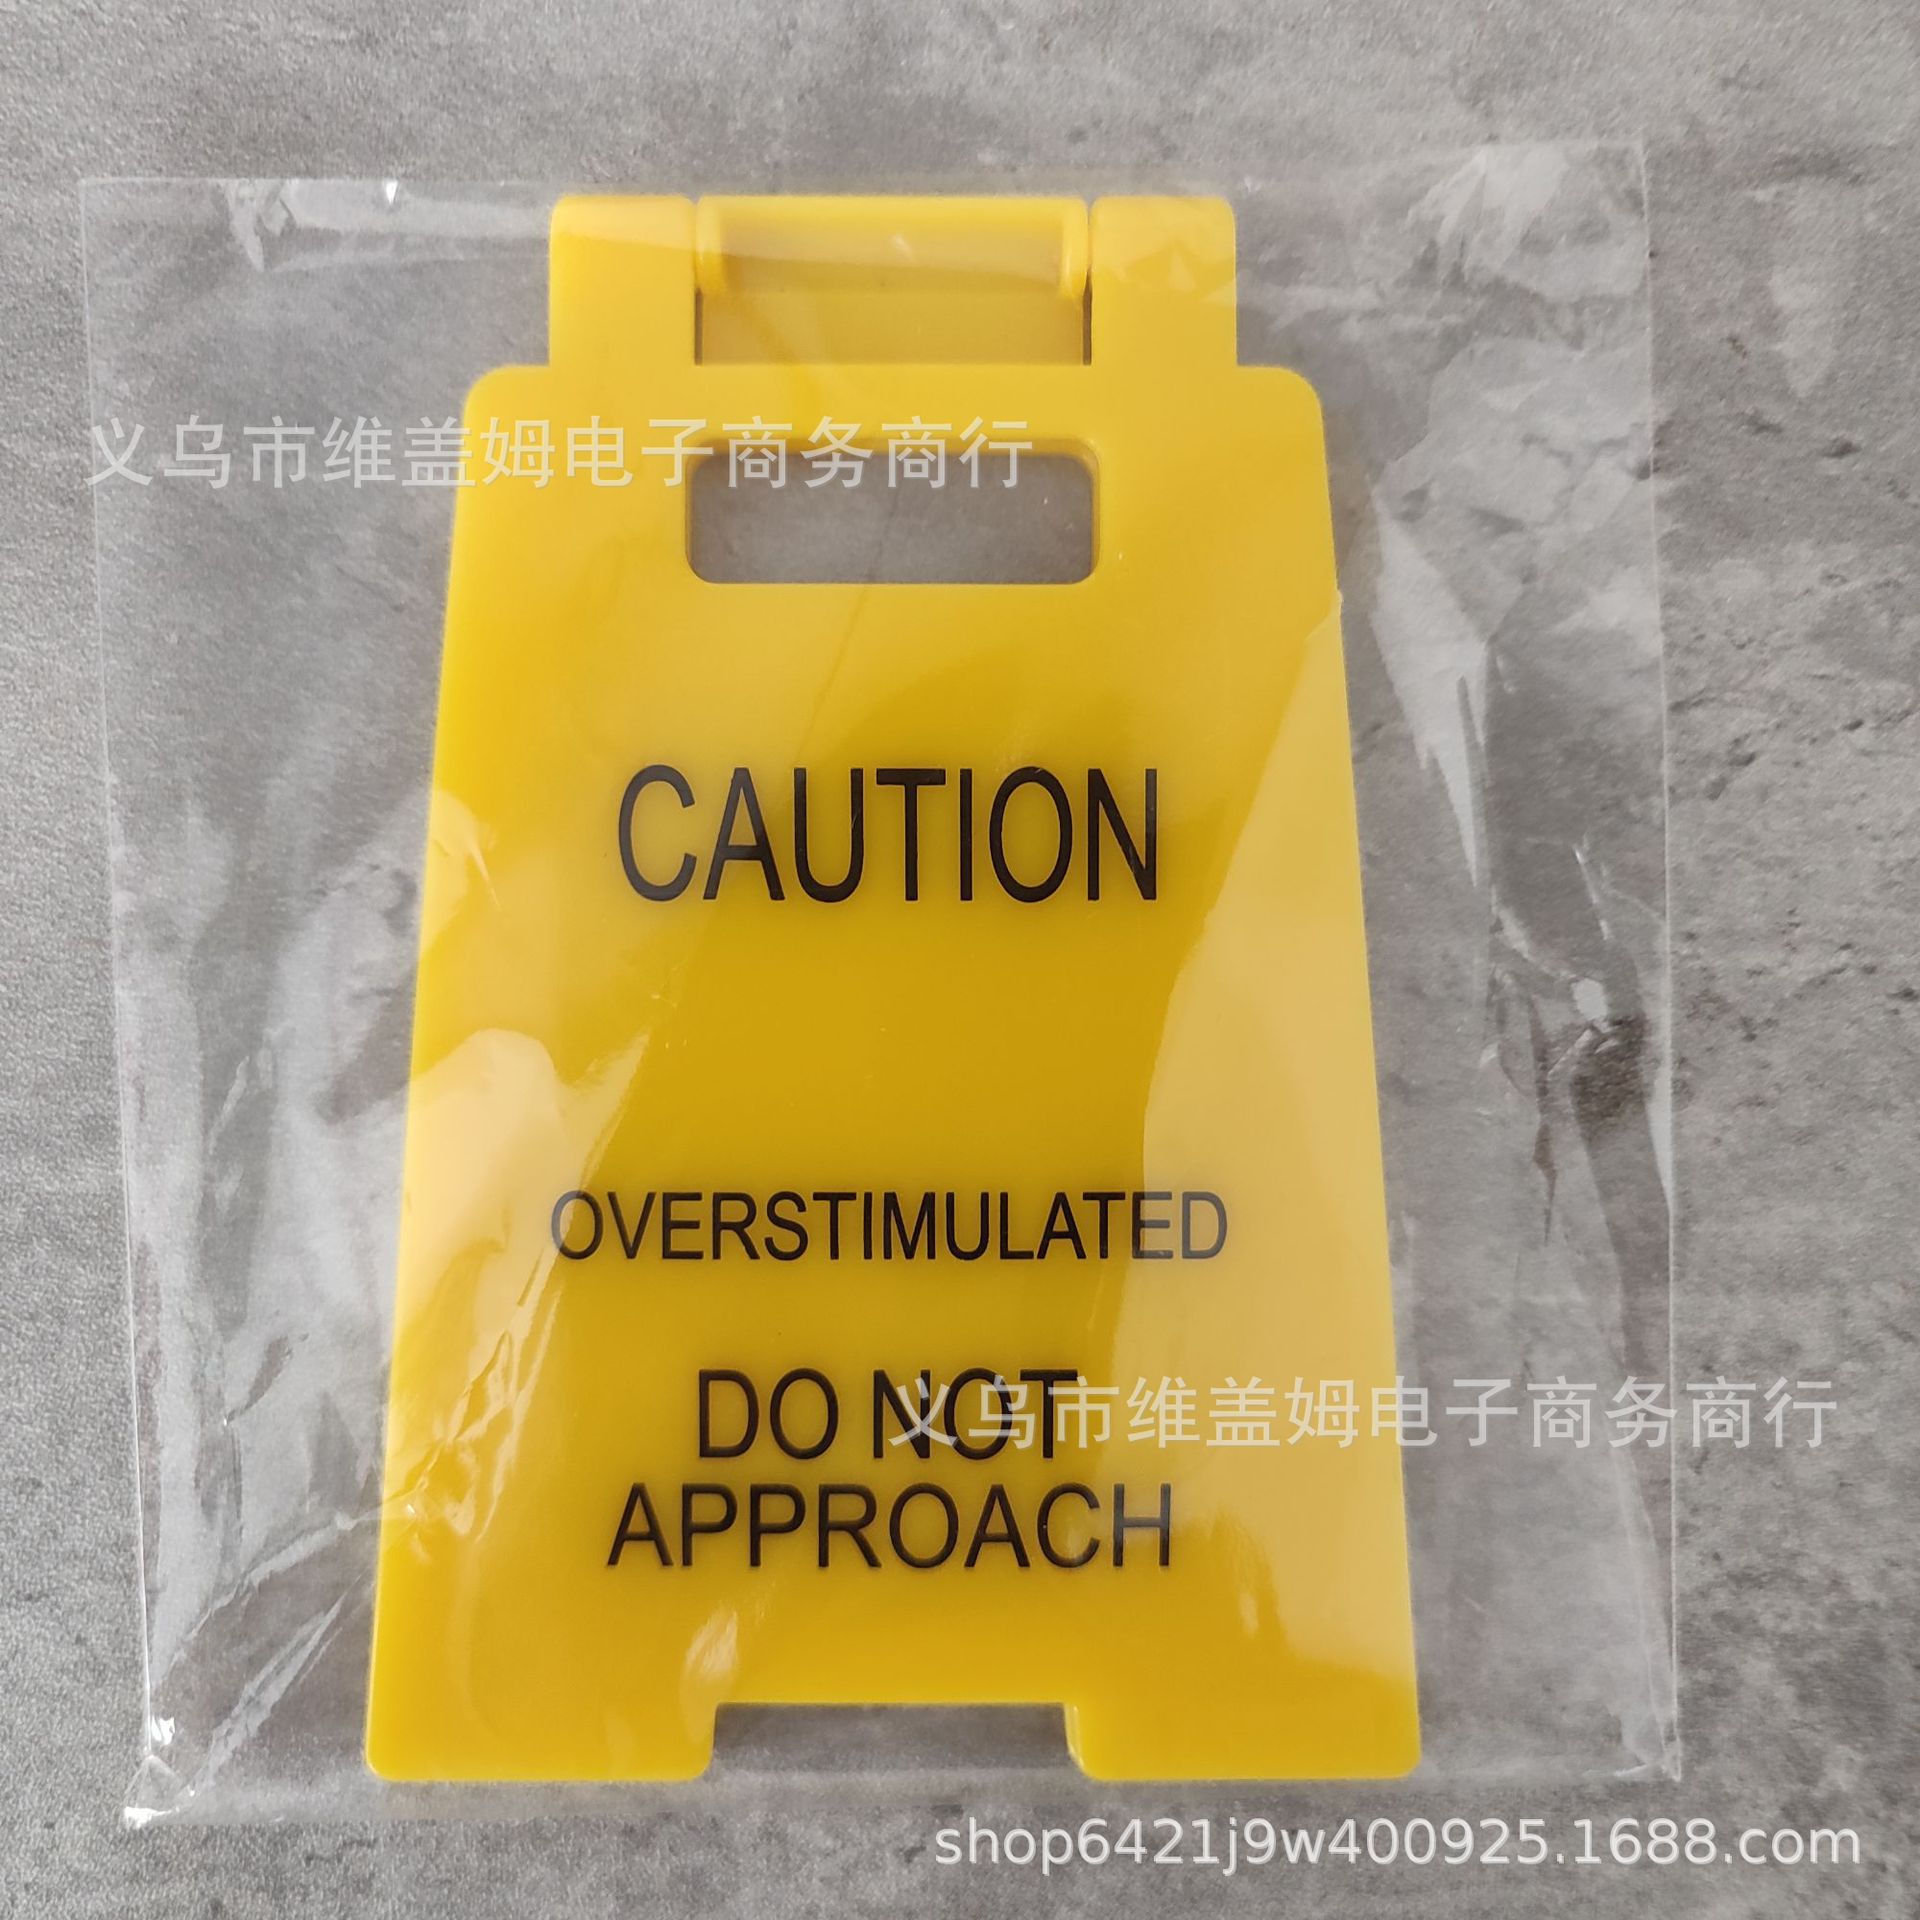 义乌市维盖姆电子商务商行
CAUTION
OVERSTIMULATED
DO NOT
义乌市维盖姆电子商务商行
APPROACH
shop6421j9w400925.1688.com